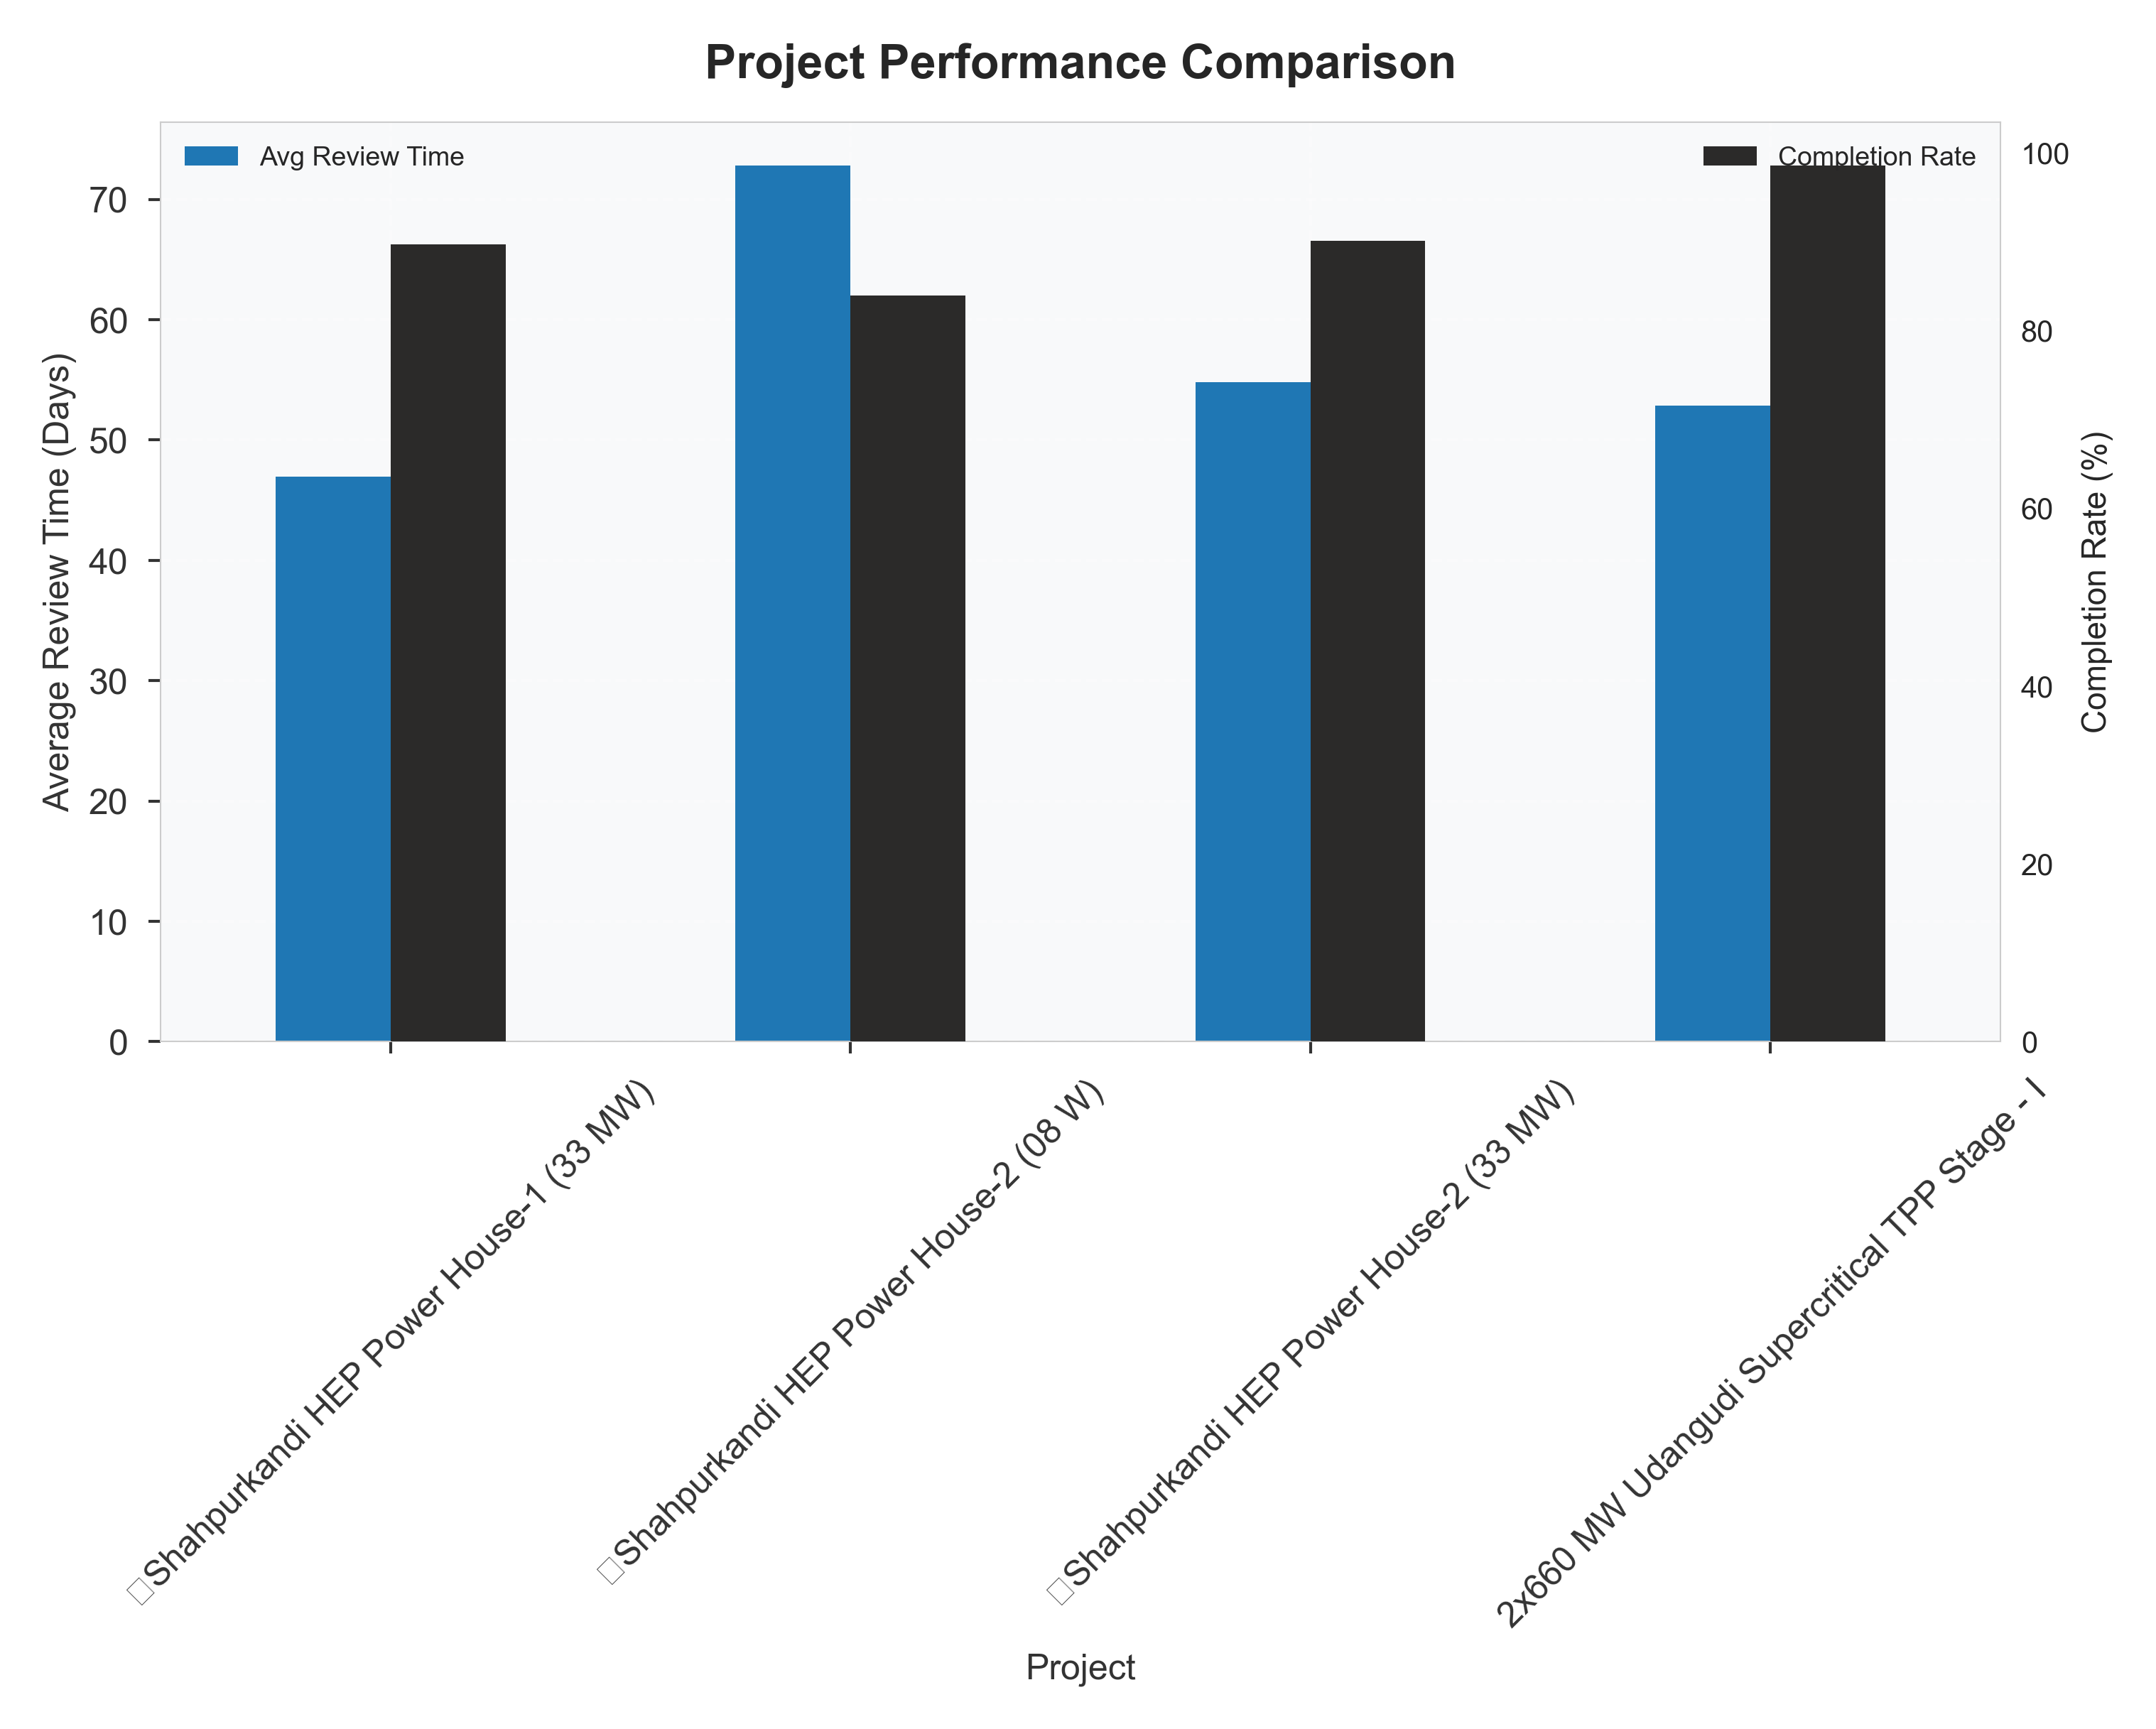 Project Performance Comparison
Avg Review Time
Completion Rate
Average Review Time (Days)
70
60
50
40
30
20
10
0
100
80
60
40
20
0
Completion Rate (%)
□Shahpurkandi HEP Power House-1 (33 MW)
□Shahpurkandi HEP Power House-2 (08 W)
□Shahpurkandi HEP Power House-2 (33 MW)
2x660 MW Udangudi Supercritical TPP Stage - I
Project